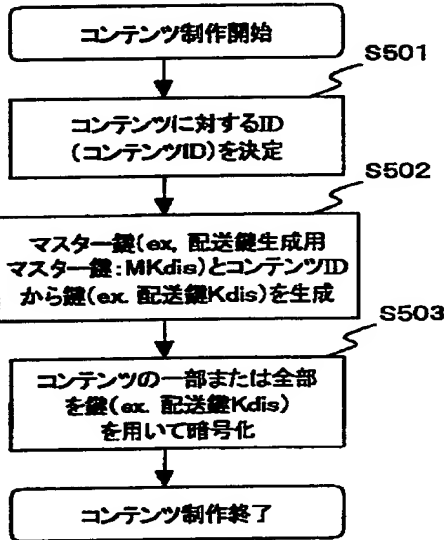 コンテンツ制作開始
S501
コンテンツに対するID
(コンテンツID)を決定
S502
マスター鍵(ex, 配送鍵生成用
マスター鍵:MKdis)とコンテンツID
から鍵(ex. 配送鍵Kdis)を生成
S503
コンテンツの一部または全部
を鍵(ex. 配送鍵Kdis)
を用いて暗号化
コンテンツ制作終了